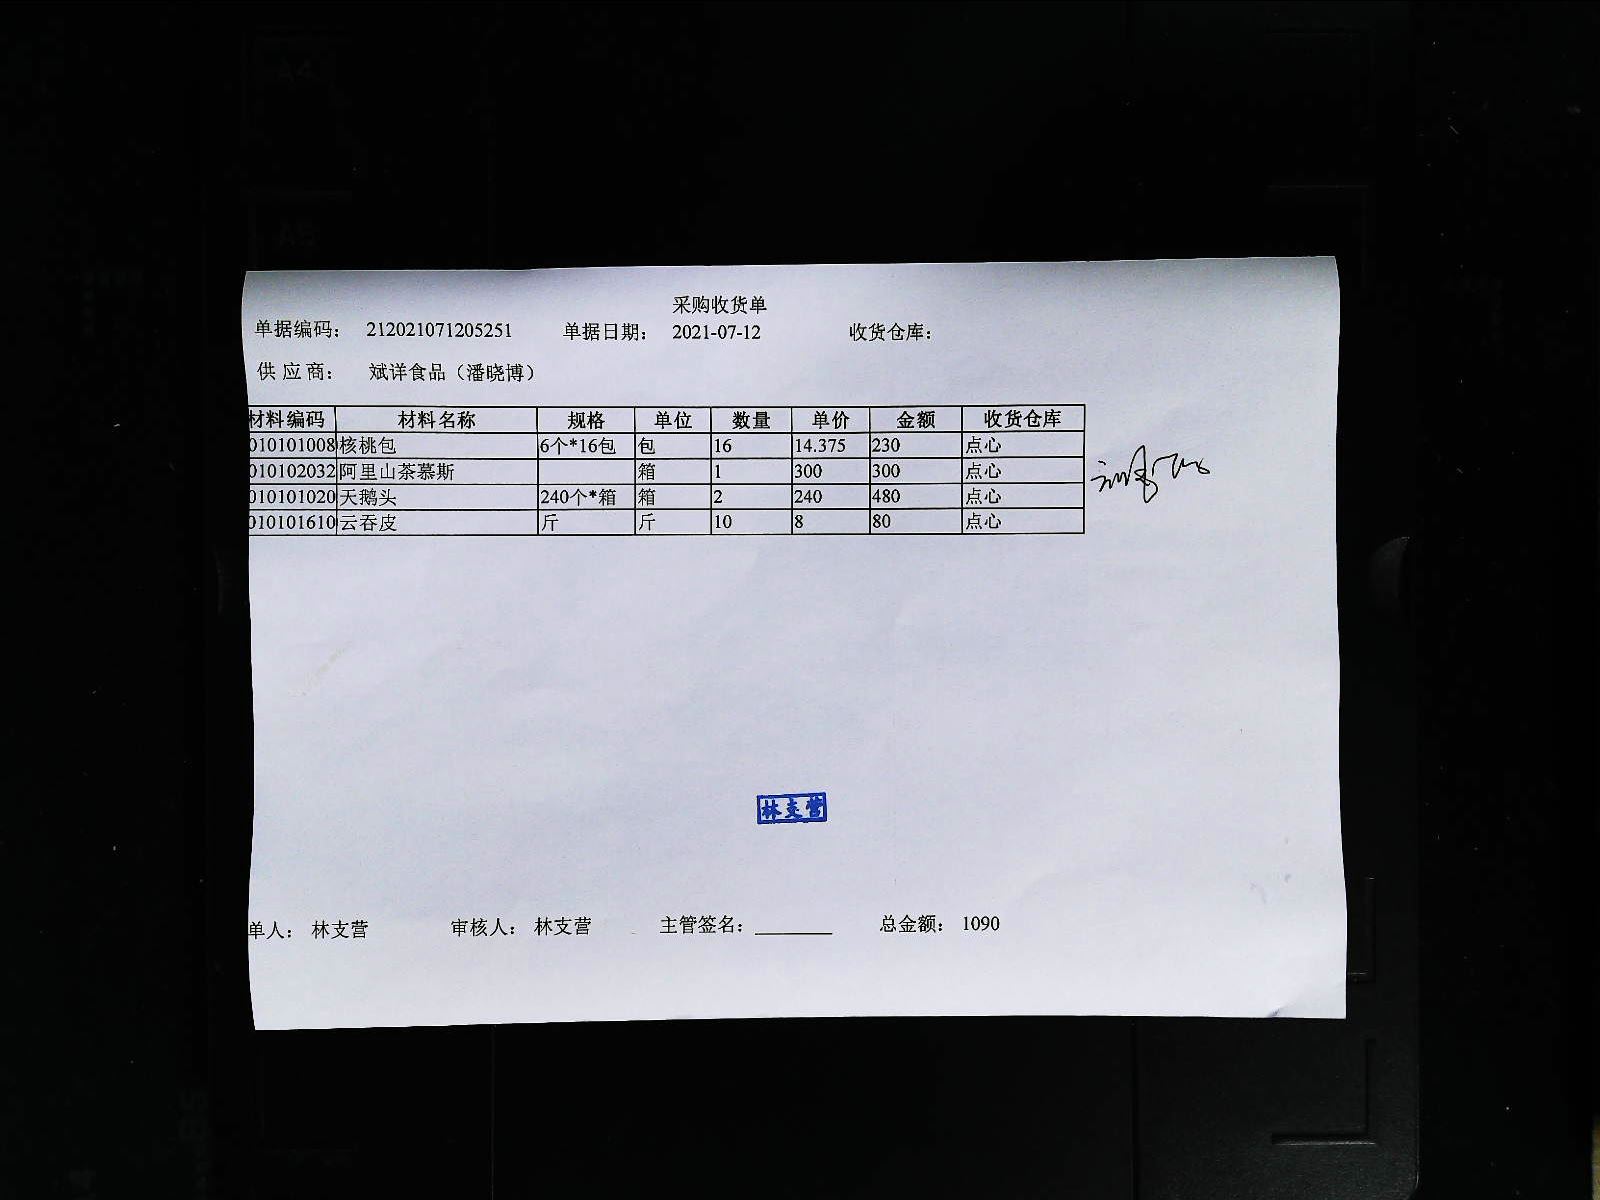 采购收货单
单据编码： 212021071205251 单据日期： 2021-07-12 收货仓库：
供 应 商： 斌详食品（潘晓博）
材料编码 材料名称 规格 单位 数量 单价 金额 收货仓库
010101008 核桃包 6个*16包 包 16 14.375 230 点心
010102032 阿里山茶慕斯 箱 1 300 300 点心
010101020 天鹅头 240个*箱 箱 2 240 480 点心
010101610 云吞皮 斤 斤 10 8 80 点心
林支营
单人： 林支营 审核人： 林支营 主管签名：________ 总金额： 1090
A4
A5
B5